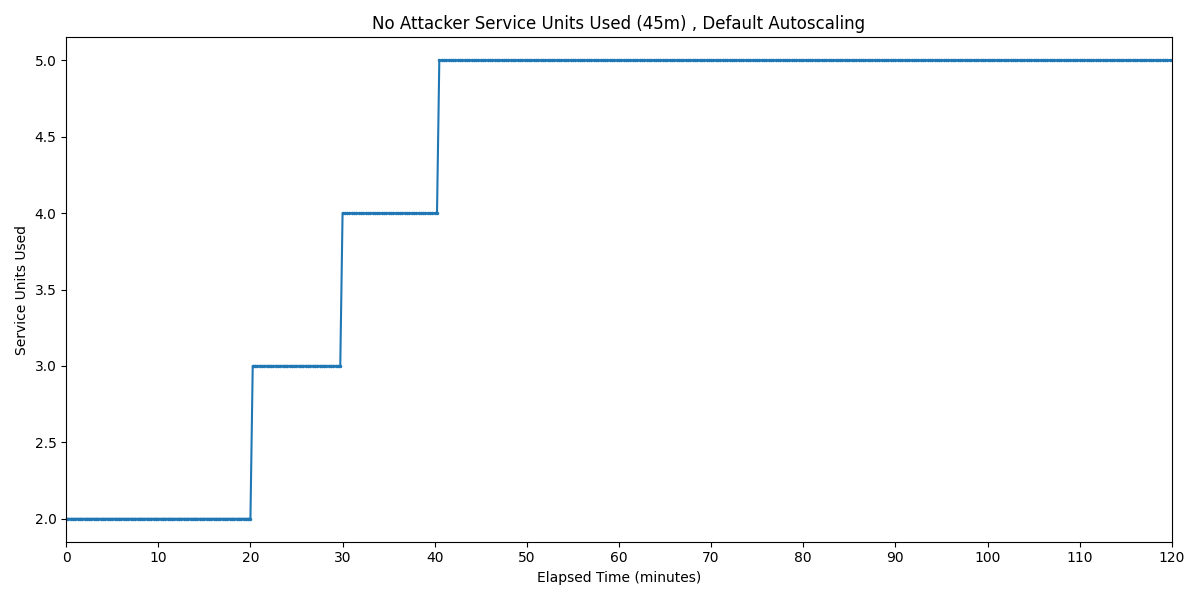 No Attacker Service Units Used (45m) , Default Autoscaling
Service Units Used
5.0
4.5
4.0
3.5
3.0
2.5
2.0
0 10 20 30 40 50 60 70 80 90 100 110 120
Elapsed Time (minutes)